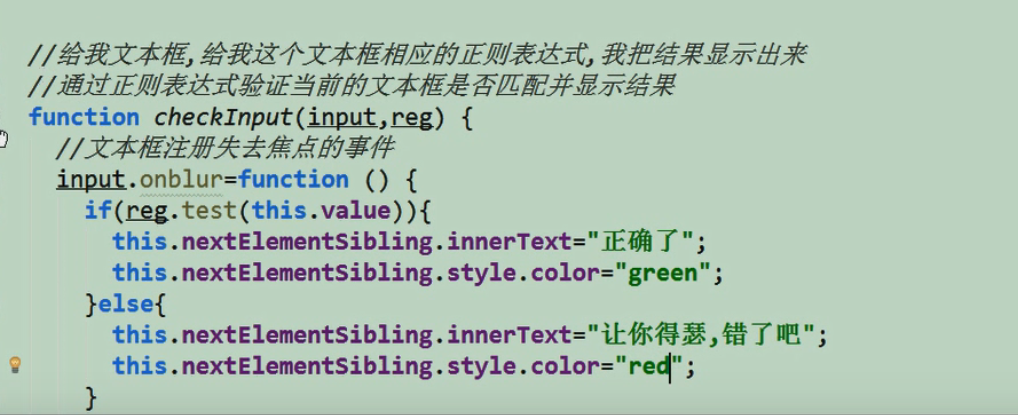 //给我文本框,给我这个文本框相应的正则表达式,我把结果显示出来
//通过正则表达式验证当前的文本框是否匹配并显示结果
function checkInput(input,reg) {
//文本框注册失去焦点的事件
input.onblur=function () {
if(reg.test(this.value)){
this.nextElementSibling.innerText="正确了";
this.nextElementSibling.style.color="green";
}else{
this.nextElementSibling.innerText="让你得瑟,错了吧";
this.nextElementSibling.style.color="red";
}